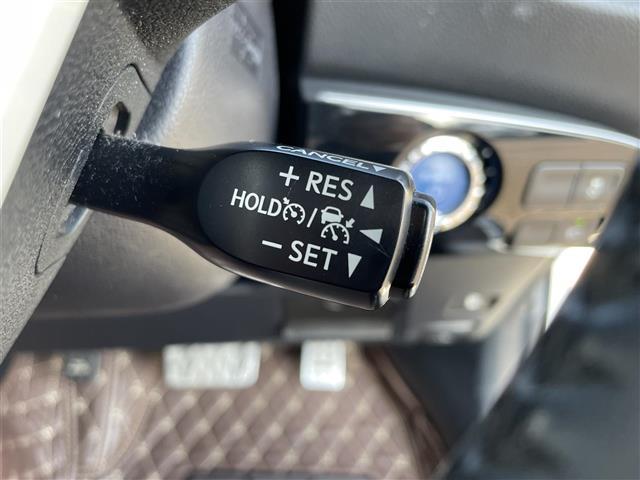 CANCEL
+ RES ▲
HOLD / ◀
− SET ▼